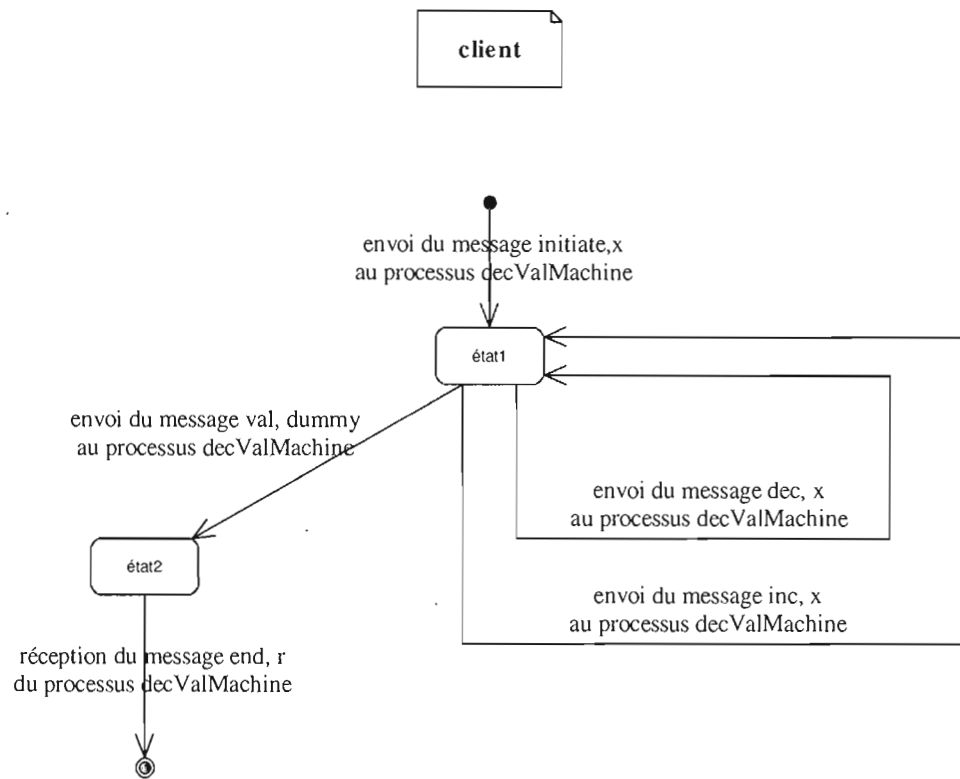 client
envoi du message initiate,x
au processus decValMachine
état1
envoi du message val, dummy
au processus decValMachine
envoi du message dec, x
au processus decValMachine
état2
envoi du message inc, x
au processus decValMachine
réception du message end, r
du processus decValMachine